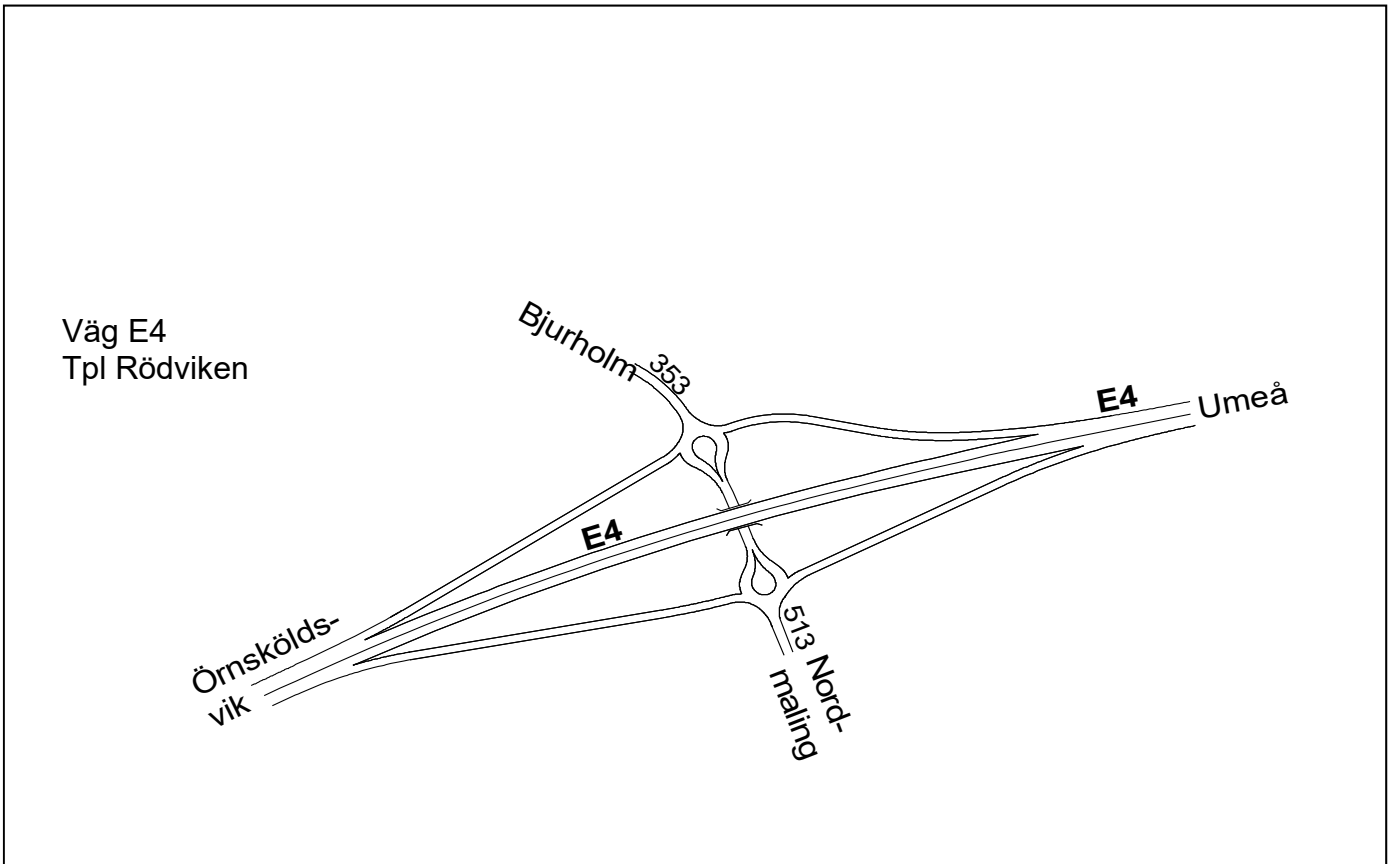 Väg E4
Tpl Rödviken
Bjurholm
353
E4
Umeå
E4
Örnskölds-
vik
513 Nord-
maling